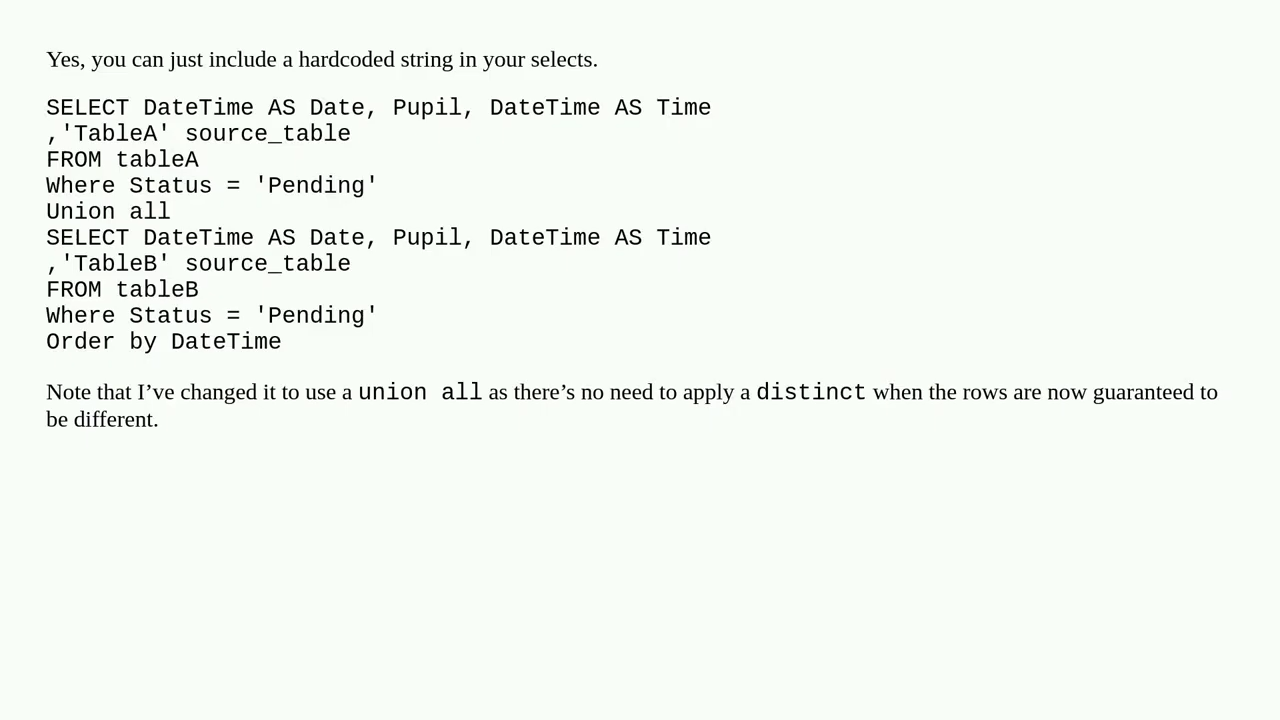 Yes, you can just include a hardcoded string in your selects.
SELECT DateTime AS Date, Pupil, DateTime AS Time
,'TableA' source_table
FROM tableA
Where Status = 'Pending'
Union all
SELECT DateTime AS Date, Pupil, DateTime AS Time
,'TableB' source_table
FROM tableB
Where Status = 'Pending'
Order by DateTime
Note that I’ve changed it to use a union all as there’s no need to apply a distinct when the rows are now guaranteed to
be different.